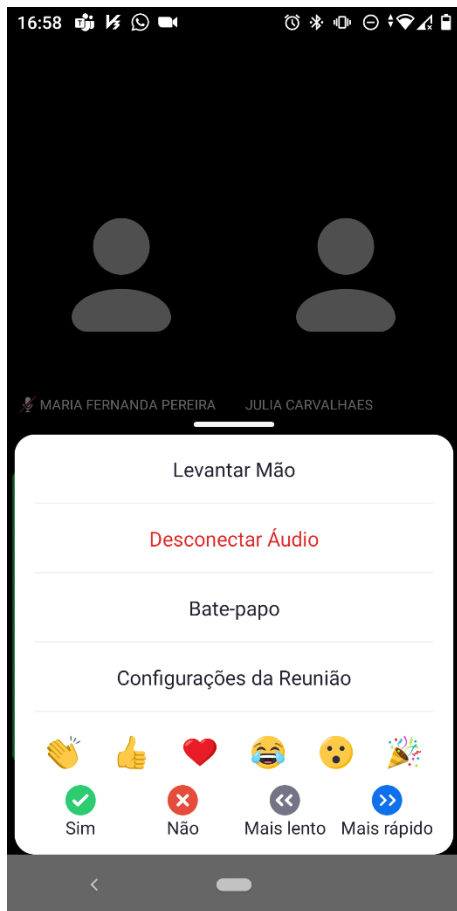 16:58
MARIA FERNANDA PEREIRA
JULIA CARVALHAES
Levantar Mão
Desconectar Áudio
Bate-papo
Configurações da Reunião
Sim
Não
Mais lento
Mais rápido